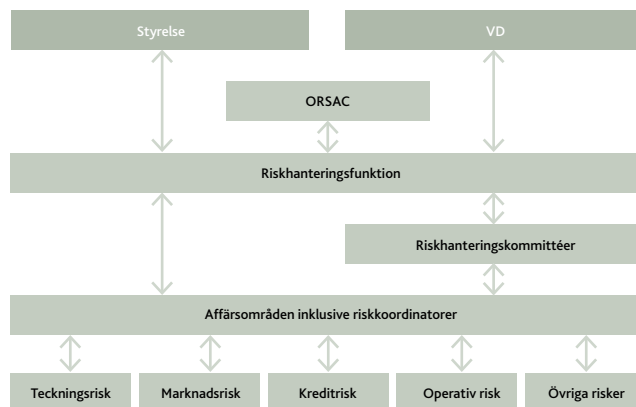 Styrelse
VD
ORSAC
Riskhanteringsfunktion
Riskhanteringskommittéer
Affärsområden inklusive riskkoordinatorer
Teckningsrisk
Marknadsrisk
Kreditrisk
Operativ risk
Övriga risker